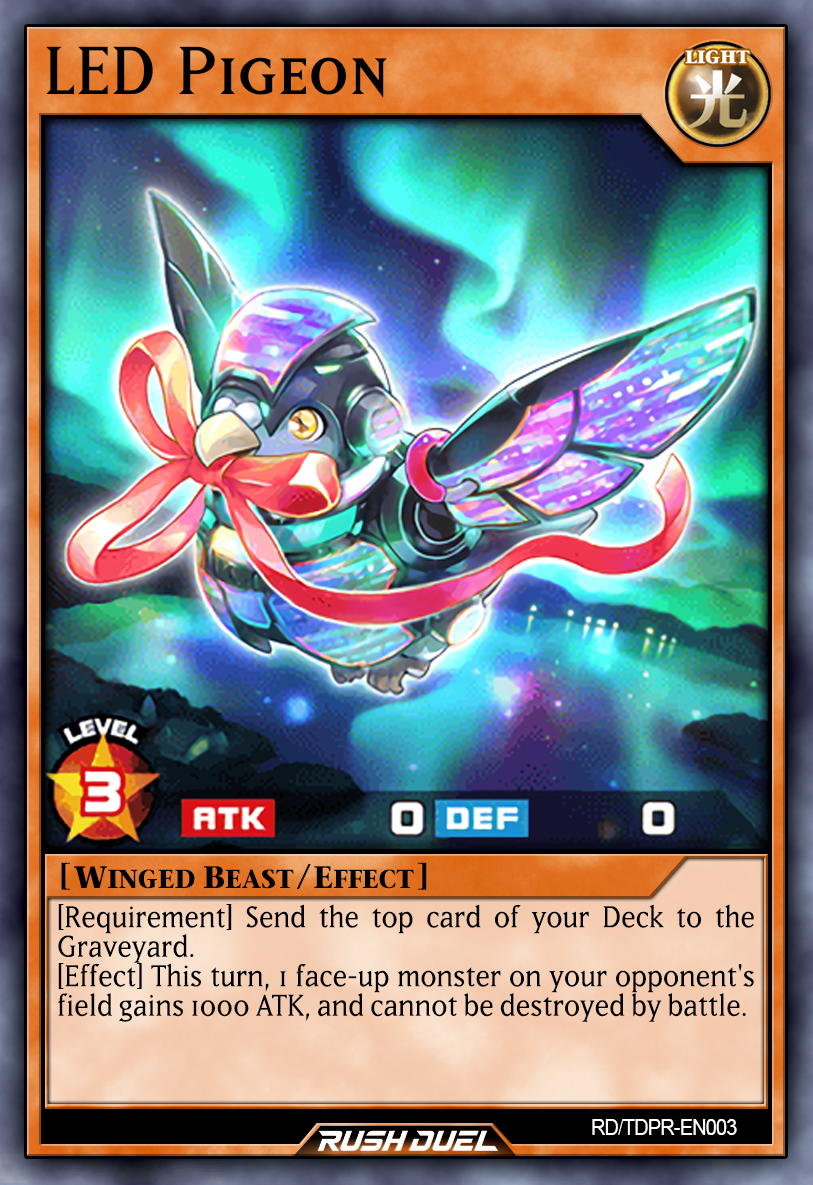 LED Pigeon
LIGHT
光
LEVEL
3
ATK 0 DEF 0
[Winged Beast/Effect]
[Requirement] Send the top card of your Deck to the
Graveyard.
[Effect] This turn, 1 face-up monster on your opponent's
field gains 1000 ATK, and cannot be destroyed by battle.
RD/TDPR-EN003
RUSH DUEL